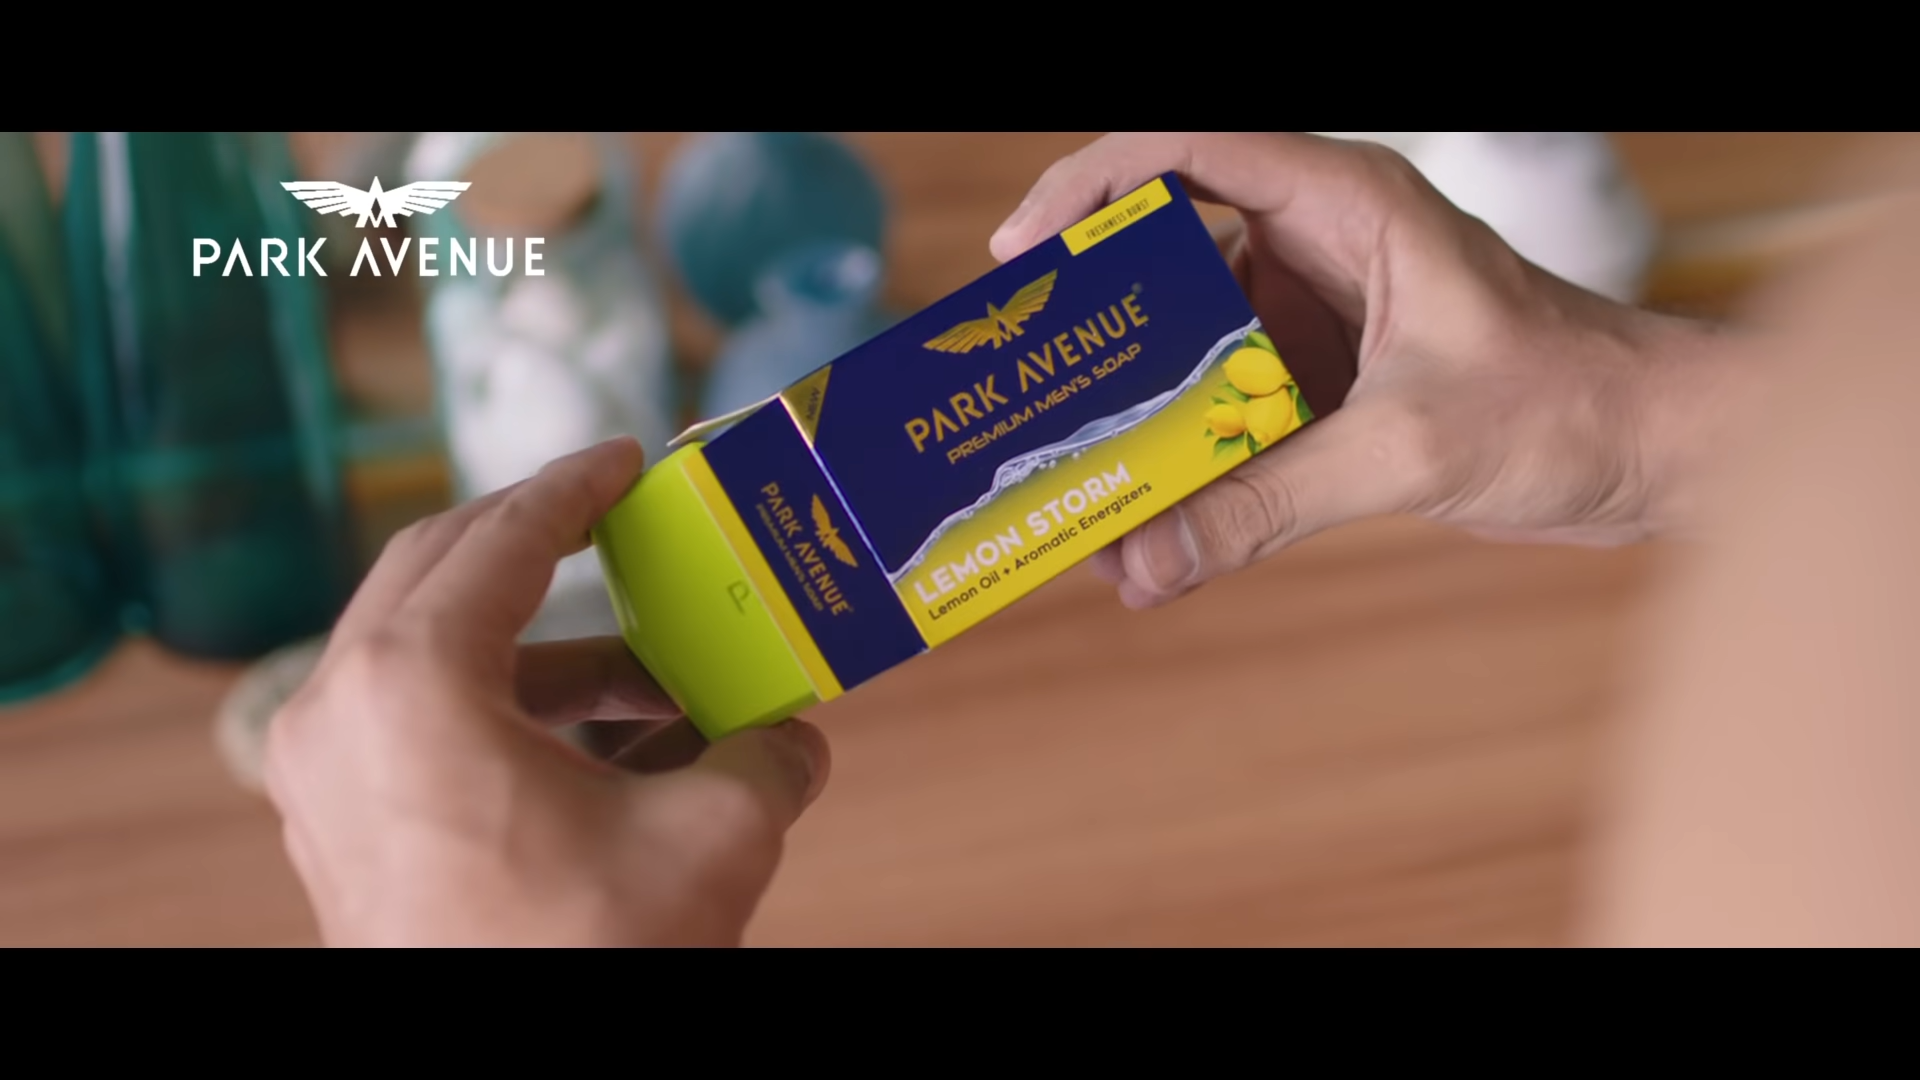 PARK AVENUE
FRESHNESS BURST
NEW
PARK AVENUE®
PREMIUM MEN'S SOAP
LEMON STORM
Lemon Oil + Aromatic Energizers
PARK AVENUE
PREMIUM MEN'S SOAP
P